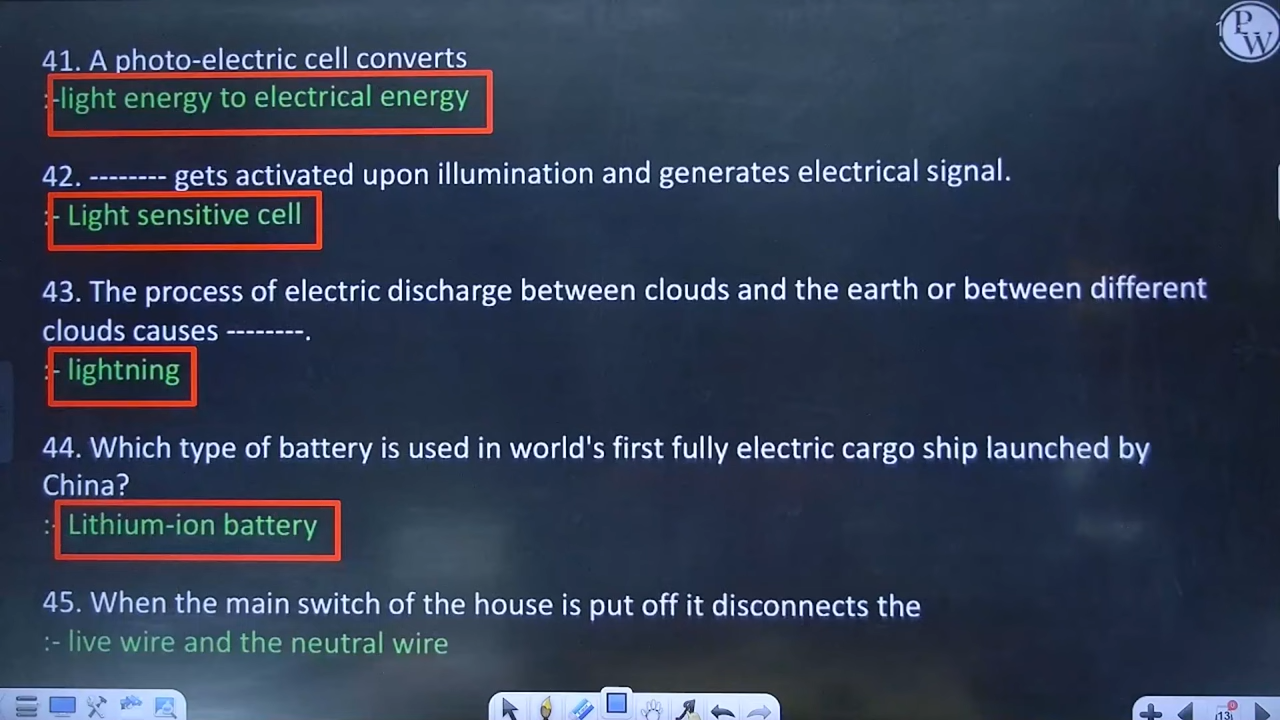 PW
41. A photo-electric cell converts
:-light energy to electrical energy
42. -------- gets activated upon illumination and generates electrical signal.
:- Light sensitive cell
43. The process of electric discharge between clouds and the earth or between different
clouds causes --------.
:- lightning
44. Which type of battery is used in world's first fully electric cargo ship launched by
China?
:- Lithium-ion battery
45. When the main switch of the house is put off it disconnects the
:- live wire and the neutral wire